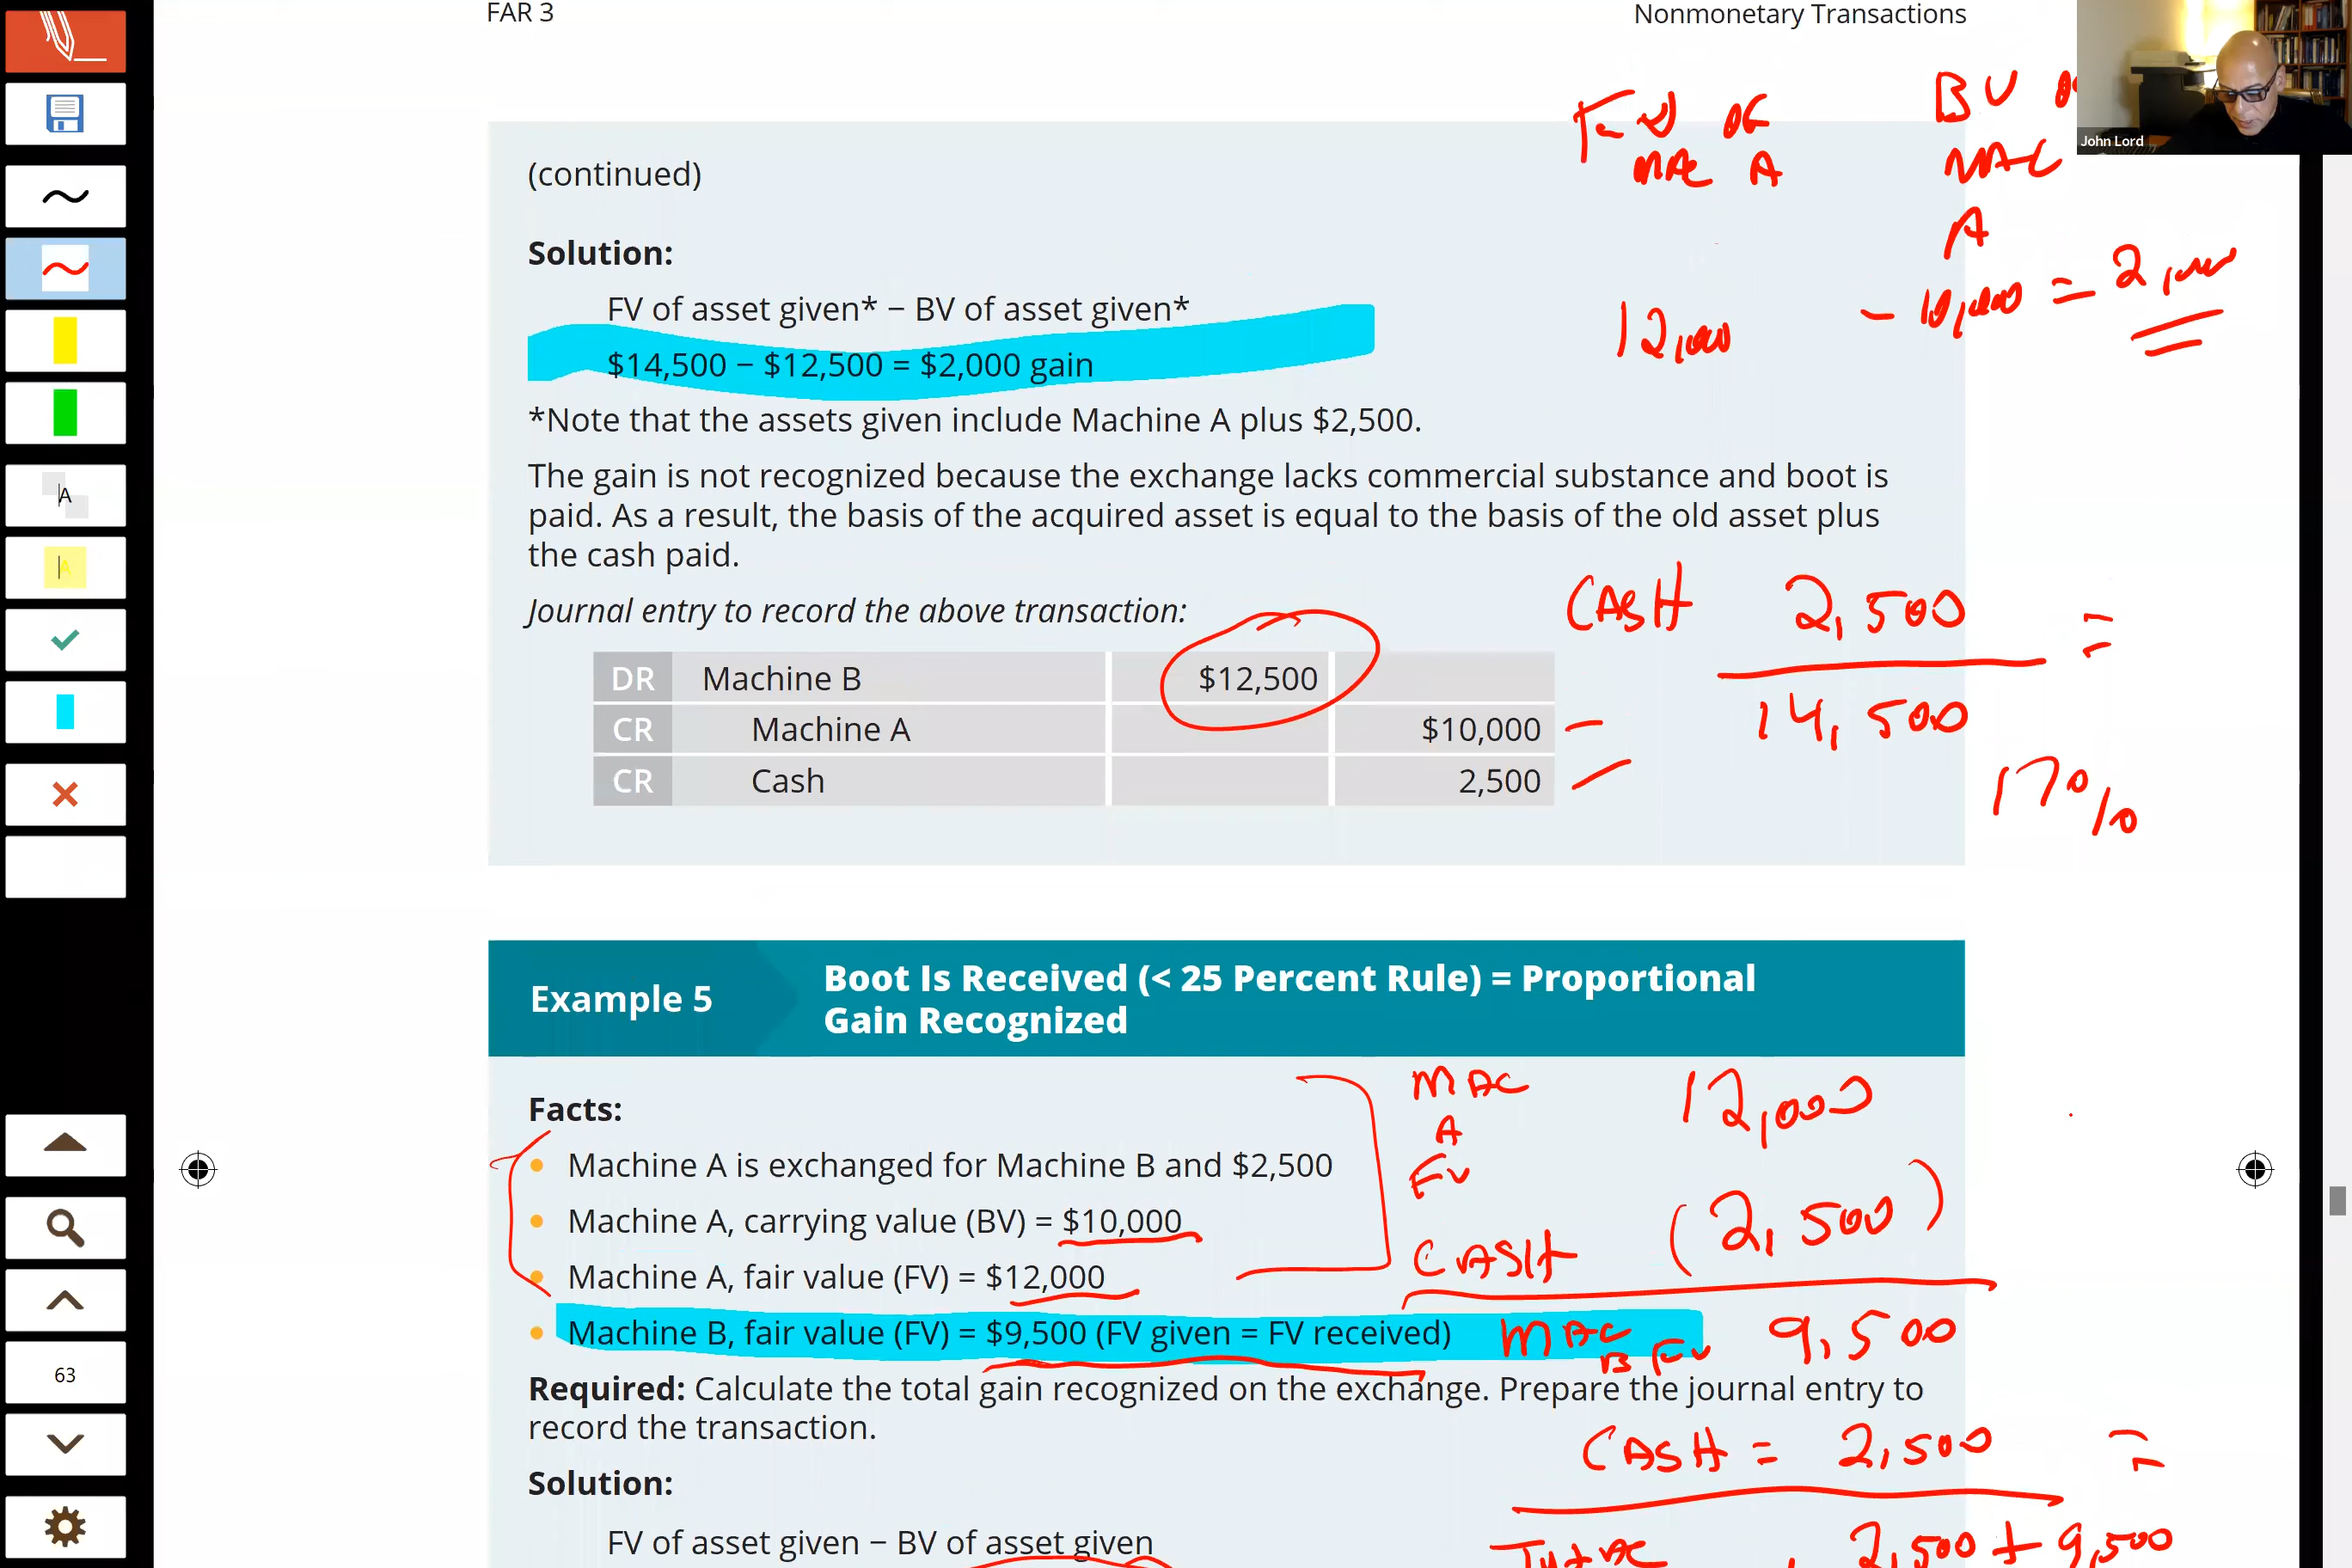 FAR 3
Nonmonetary Transactions
John Lord
(continued)
FV OF
MAC A
BV
MAC
A
Solution:
FV of asset given* − BV of asset given*
12,000 − 10,000 = 2,000
$14,500 − $12,500 = $2,000 gain
*Note that the assets given include Machine A plus $2,500.
The gain is not recognized because the exchange lacks commercial substance and boot is
paid. As a result, the basis of the acquired asset is equal to the basis of the old asset plus
the cash paid.
Journal entry to record the above transaction:
CASH 2,500 =
14,500
17%
DR Machine B $12,500
CR Machine A $10,000
CR Cash 2,500
Example 5
Boot Is Received (< 25 Percent Rule) = Proportional
Gain Recognized
Facts:
MAC 12,000
A
FV
CASH (2,500)
• Machine A is exchanged for Machine B and $2,500
• Machine A, carrying value (BV) = $10,000
• Machine A, fair value (FV) = $12,000
• Machine B, fair value (FV) = $9,500 (FV given = FV received)
MAC B FV 9,500
Required: Calculate the total gain recognized on the exchange. Prepare the journal entry to
record the transaction.
CASH = 2,500 =
2,500 + 9,500
Solution:
FV of asset given − BV of asset given
A
A
63